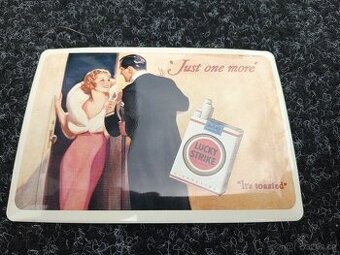 "Just one more"
LUCKY
STRIKE
"It's toasted"